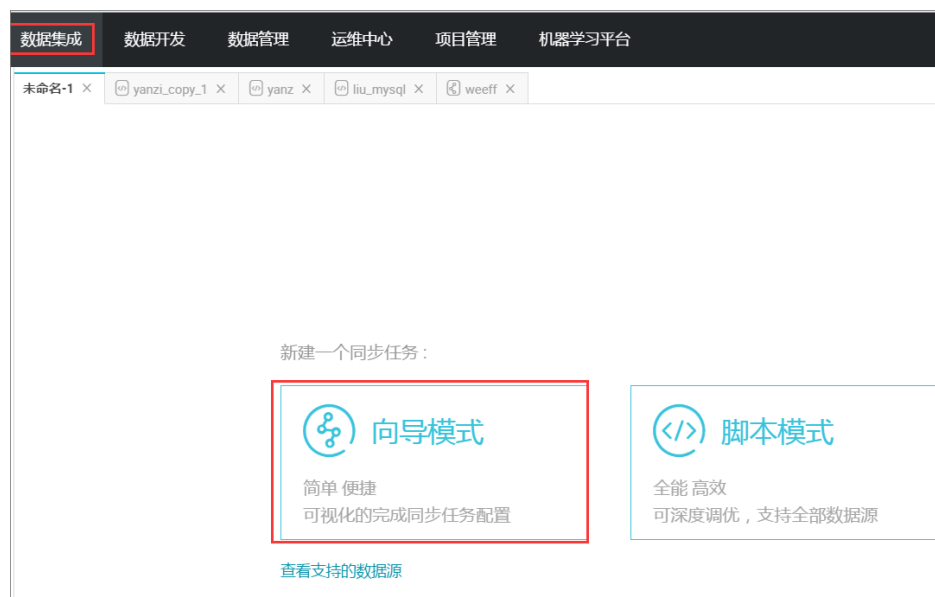 数据集成 数据开发 数据管理 运维中心 项目管理 机器学习平台
未命名-1 yanzi_copy_1 yanz liu_mysql weeff
新建一个同步任务：
向导模式 </> 脚本模式
简单 便捷 全能 高效
可视化的完成同步任务配置 可深度调优，支持全部数据源
查看支持的数据源